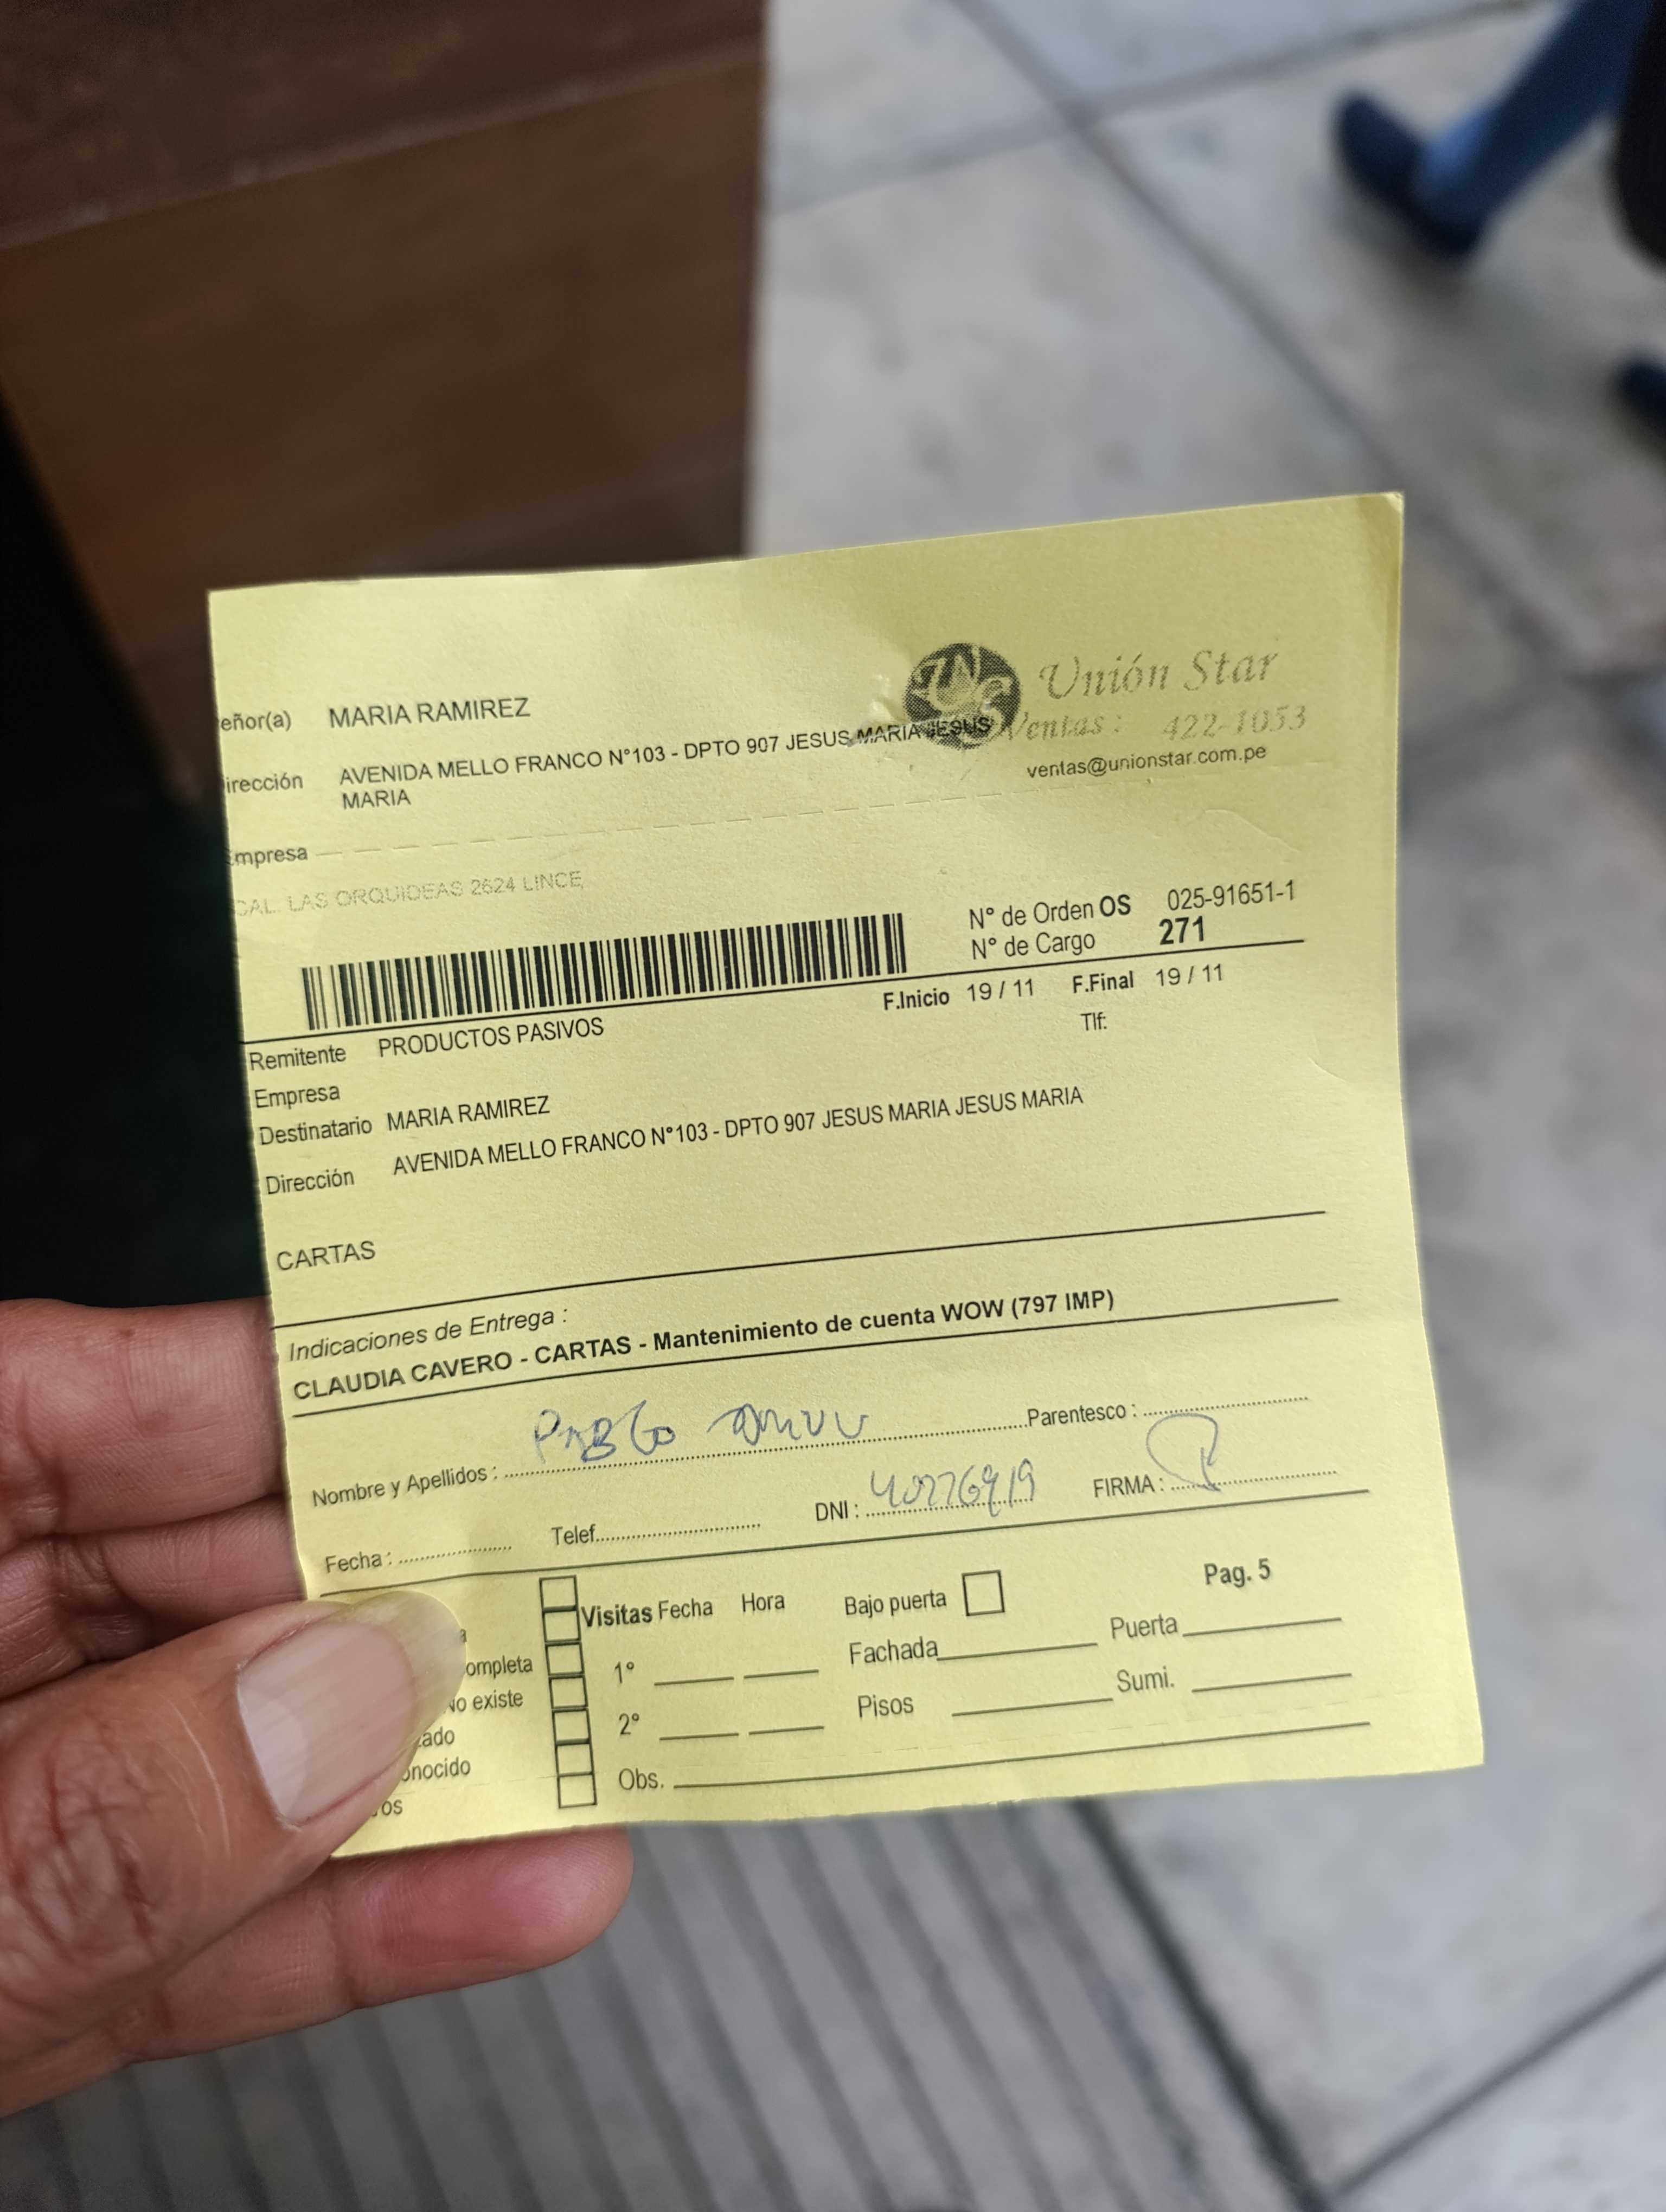 eñor(a) MARIA RAMIREZ
Unión Star
irección AVENIDA MELLO FRANCO N°103 - DPTO 907 JESUS MARIA JESUS
MARIA
Ventas: 422-1053
ventas@unionstar.com.pe
mpresa
CAL. LAS ORQUIDEAS 2624 LINCE
N° de Orden OS 025-91651-1
N° de Cargo 271
F.Inicio 19 / 11 F.Final 19 / 11
Remitente PRODUCTOS PASIVOS Tlf:
Empresa
Destinatario MARIA RAMIREZ
Dirección AVENIDA MELLO FRANCO N°103 - DPTO 907 JESUS MARIA JESUS MARIA
CARTAS
Indicaciones de Entrega :
CLAUDIA CAVERO - CARTAS - Mantenimiento de cuenta WOW (797 IMP)
Nombre y Apellidos : PABLO Parentesco :
Fecha : Telef. DNI : 40776919 FIRMA :
Visitas Fecha Hora Bajo puerta Pag. 5
ompleta 1° Fachada Puerta
No existe
ado 2° Pisos Sumi.
onocido Obs.
os